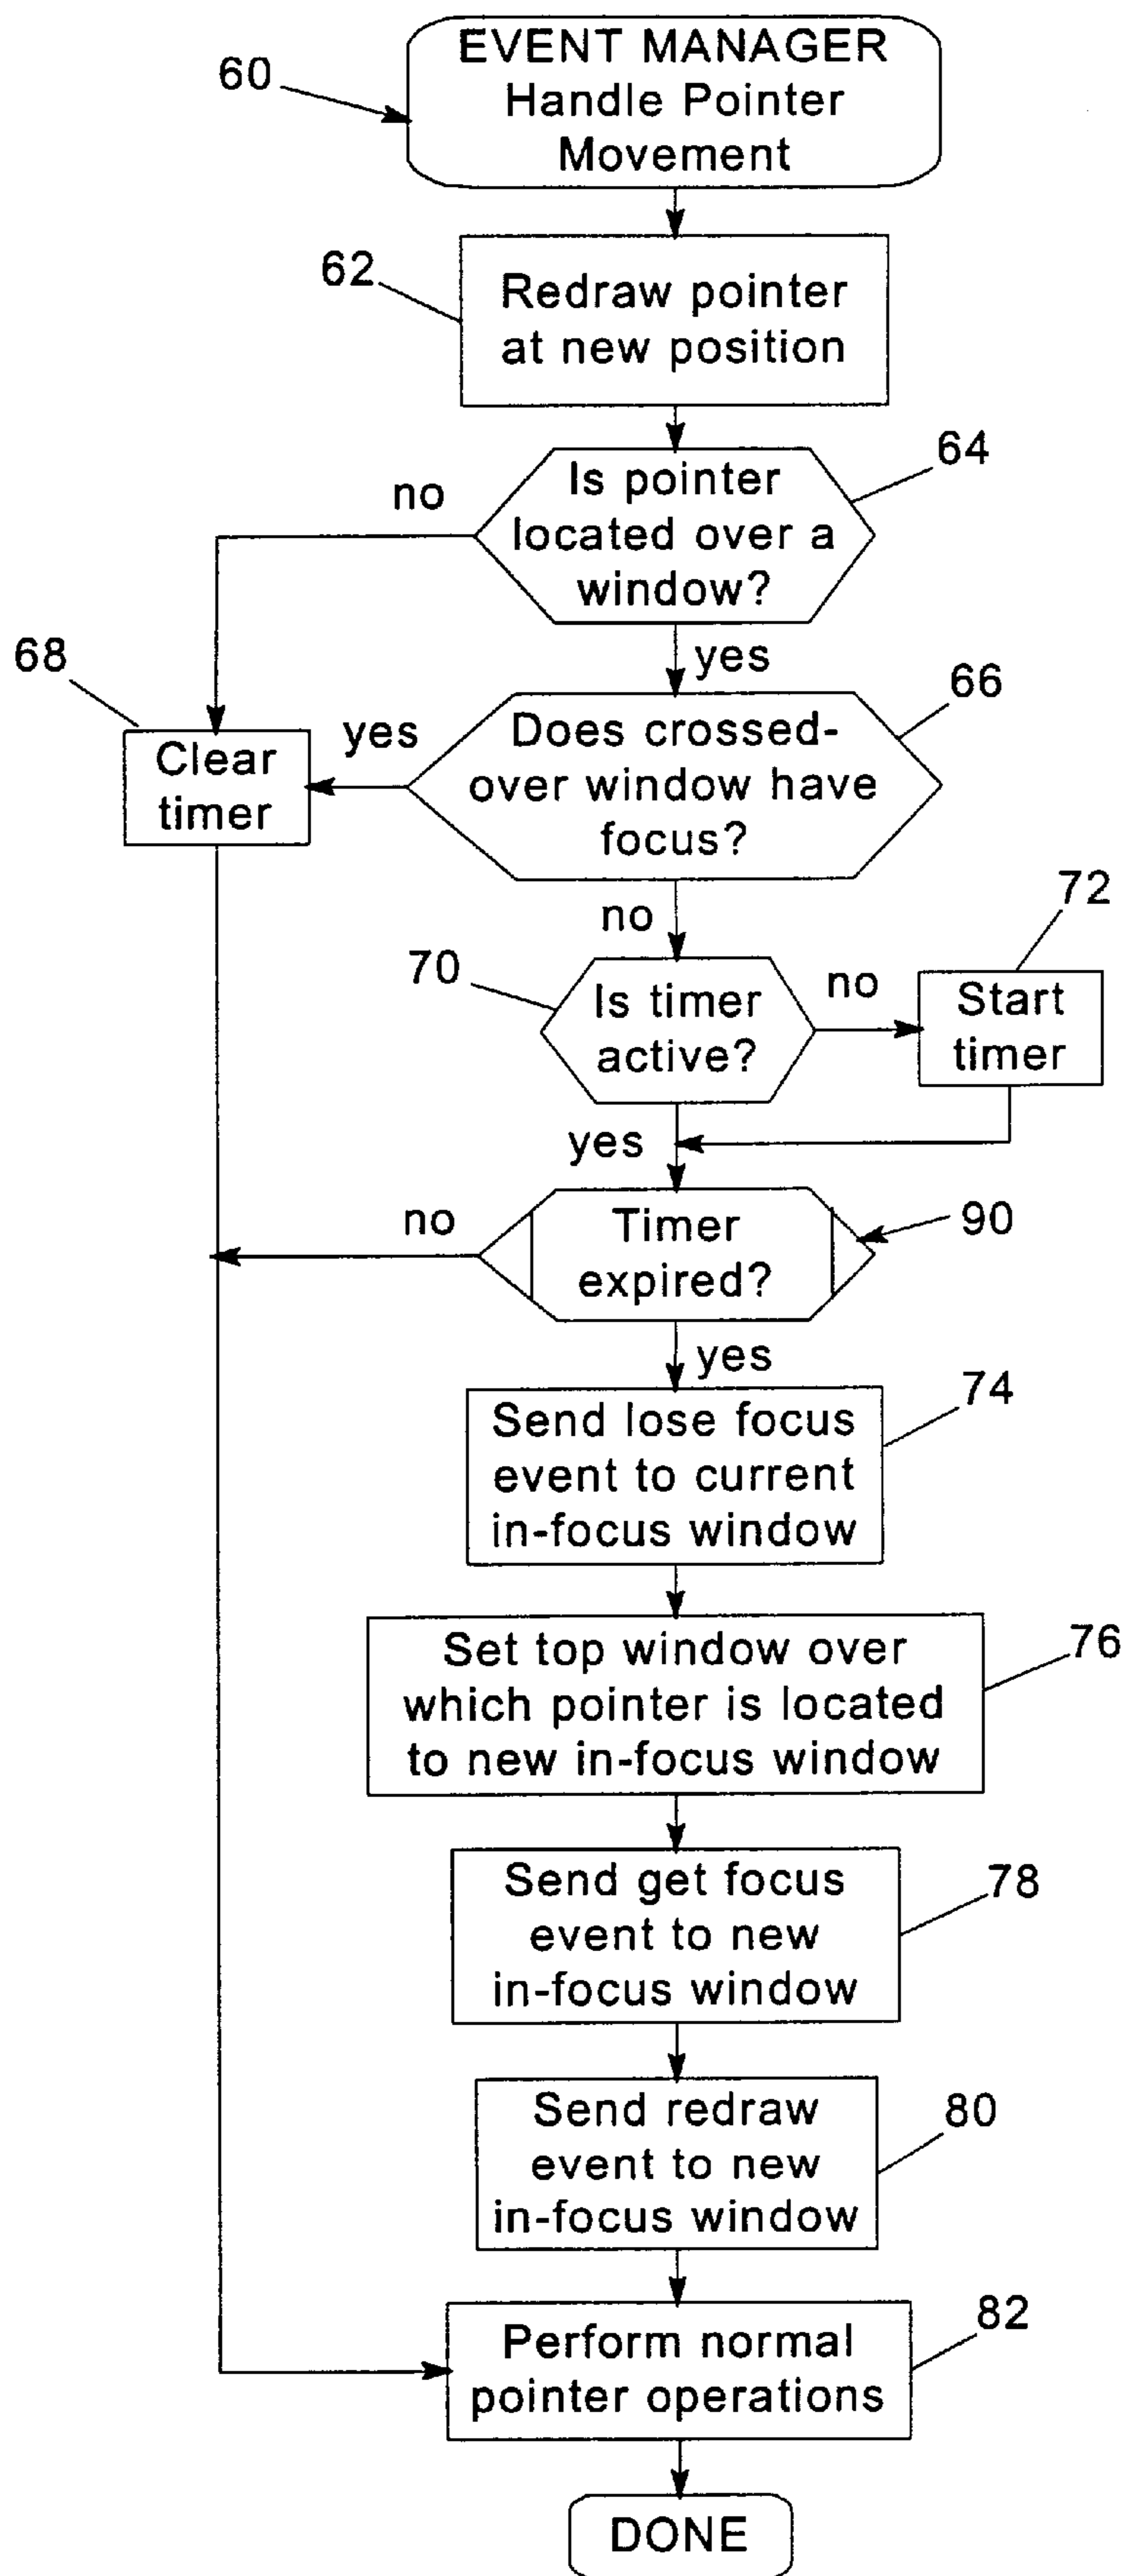 EVENT MANAGER
Handle Pointer
Movement
60
62
Redraw pointer
at new position
64
no
Is pointer
located over a
window?
yes
68
66
Clear
timer
yes
Does crossed-
over window have
focus?
no
72
70
Is timer
active?
no
Start
timer
yes
no
Timer
expired?
90
yes
74
Send lose focus
event to current
in-focus window
76
Set top window over
which pointer is located
to new in-focus window
78
Send get focus
event to new
in-focus window
80
Send redraw
event to new
in-focus window
82
Perform normal
pointer operations
DONE